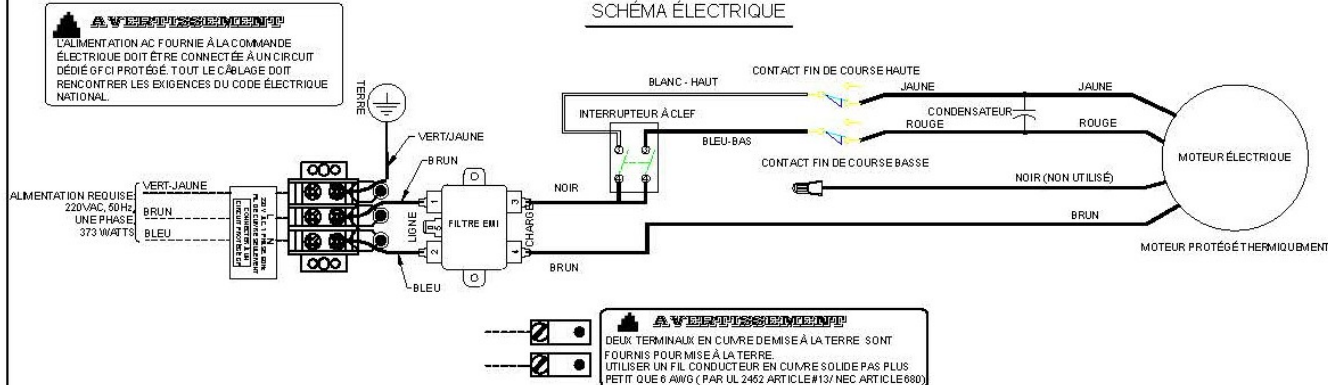 SCHÉMA ÉLECTRIQUE
AVERTISSEMENT
L'ALIMENTATION AC FOURNIE À LA COMMANDE
ÉLECTRIQUE DOIT ÊTRE CONNECTÉE À UN CIRCUIT
DÉDIÉ GFCI PROTÉGÉ. TOUT LE CÂBLAGE DOIT
RENCONTRER LES EXIGENCES DU CODE ÉLECTRIQUE
NATIONAL.
TERRE
VERT/JAUNE
BRUN
BLANC - HAUT
CONTACT FIN DE COURSE HAUTE
JAUNE
JAUNE
INTERRUPTEUR À CLEF
CONDENSATEUR
ROUGE
ROUGE
BLEU-BAS
CONTACT FIN DE COURSE BASSE
MOTEUR ÉLECTRIQUE
NOIR (NON UTILISÉ)
BRUN
MOTEUR PROTÉGÉ THERMIQUEMENT
ALIMENTATION REQUISE:
220VAC, 50Hz,
UNE PHASE,
373 WATTS
VERT-JAUNE
BRUN
BLEU
L
N
LIGNE
1
2
5
FILTRE EMI
3
4
CHARGE
NOIR
BRUN
BLEU
AVERTISSEMENT
DEUX TERMINAUX EN CUIVRE DE MISE À LA TERRE SONT
FOURNIS POUR MISE À LA TERRE.
UTILISER UN FIL CONDUCTEUR EN CUIVRE SOLIDE PAS PLUS
PETIT QUE 6 AWG ( PAR UL 2452 ARTICLE #13/ NEC ARTICLE 680)